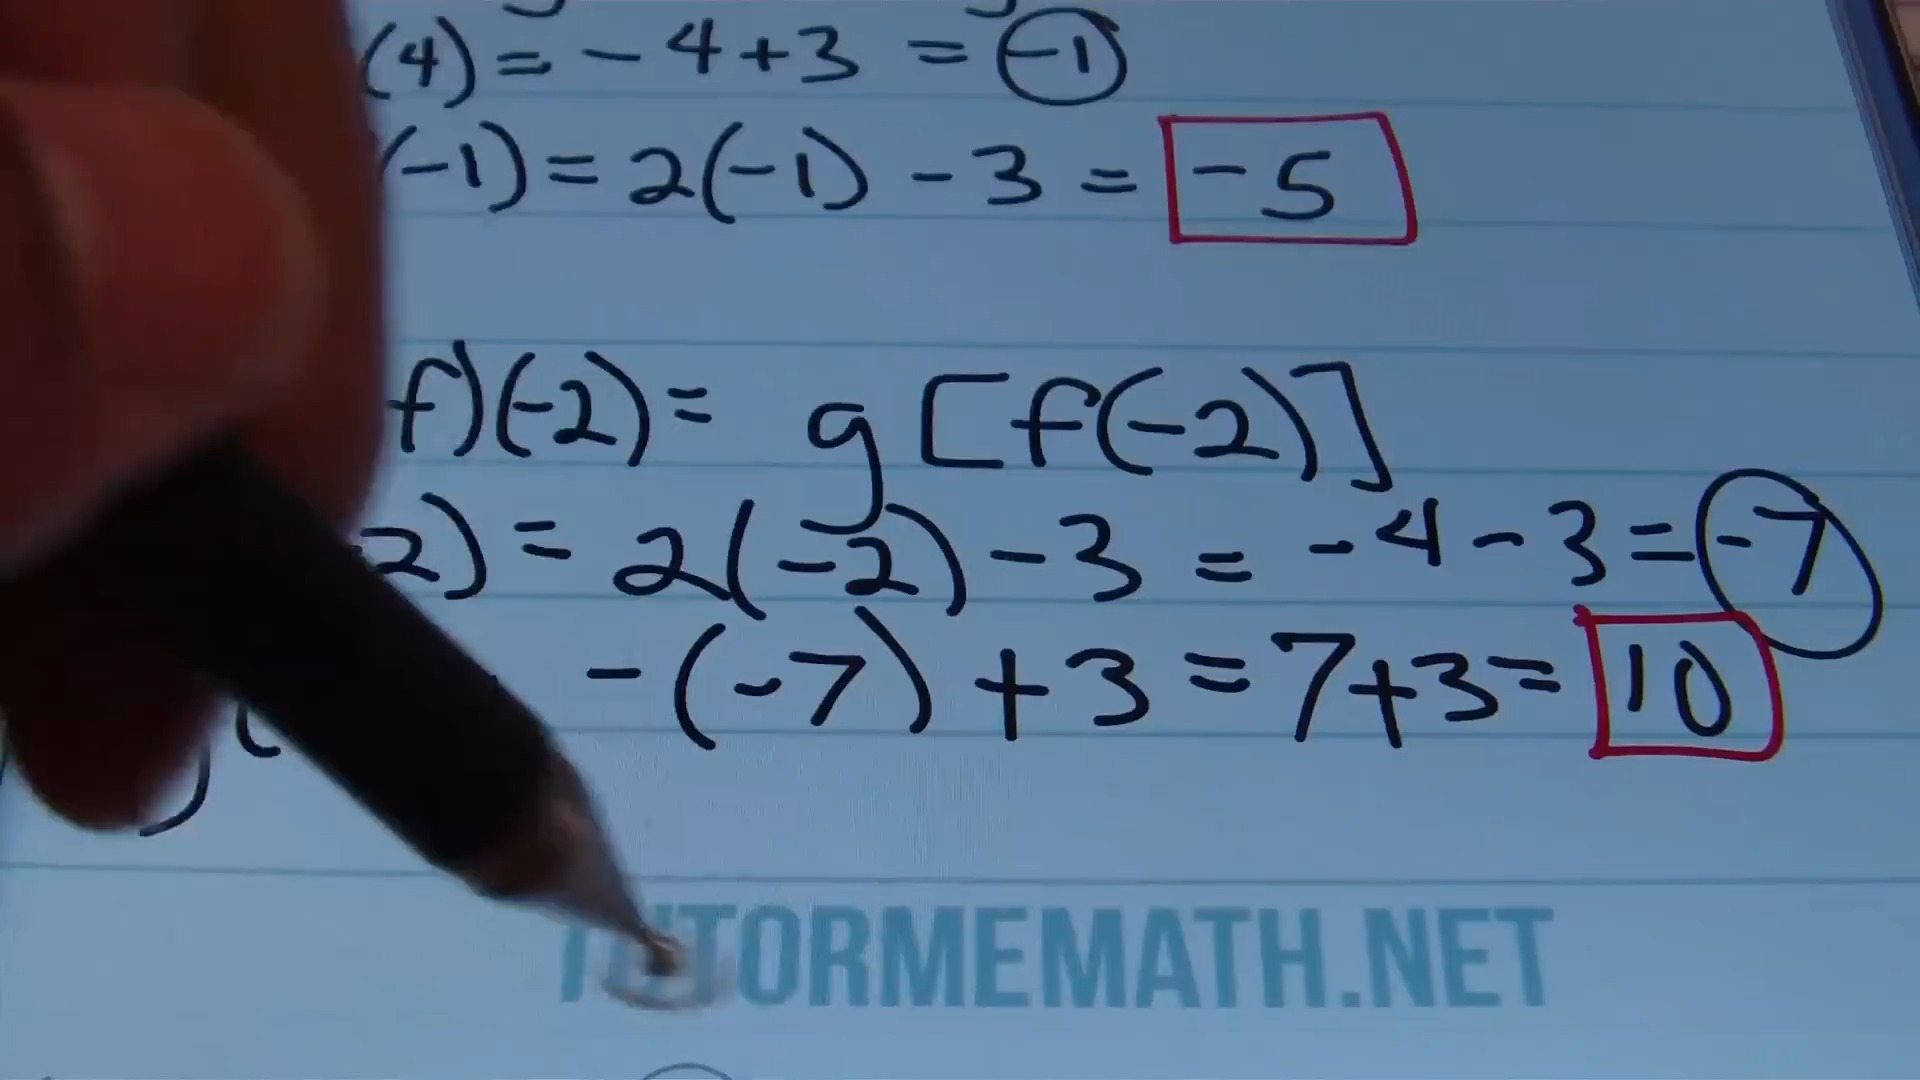 (4) = -4+3 = -1
(-1) = 2(-1) - 3 = -5
f)(-2) = g[f(-2)]
2) = 2(-2) - 3 = -4 - 3 = -7
-(-7) + 3 = 7+3 = 10
TUTORMEMATH.NET